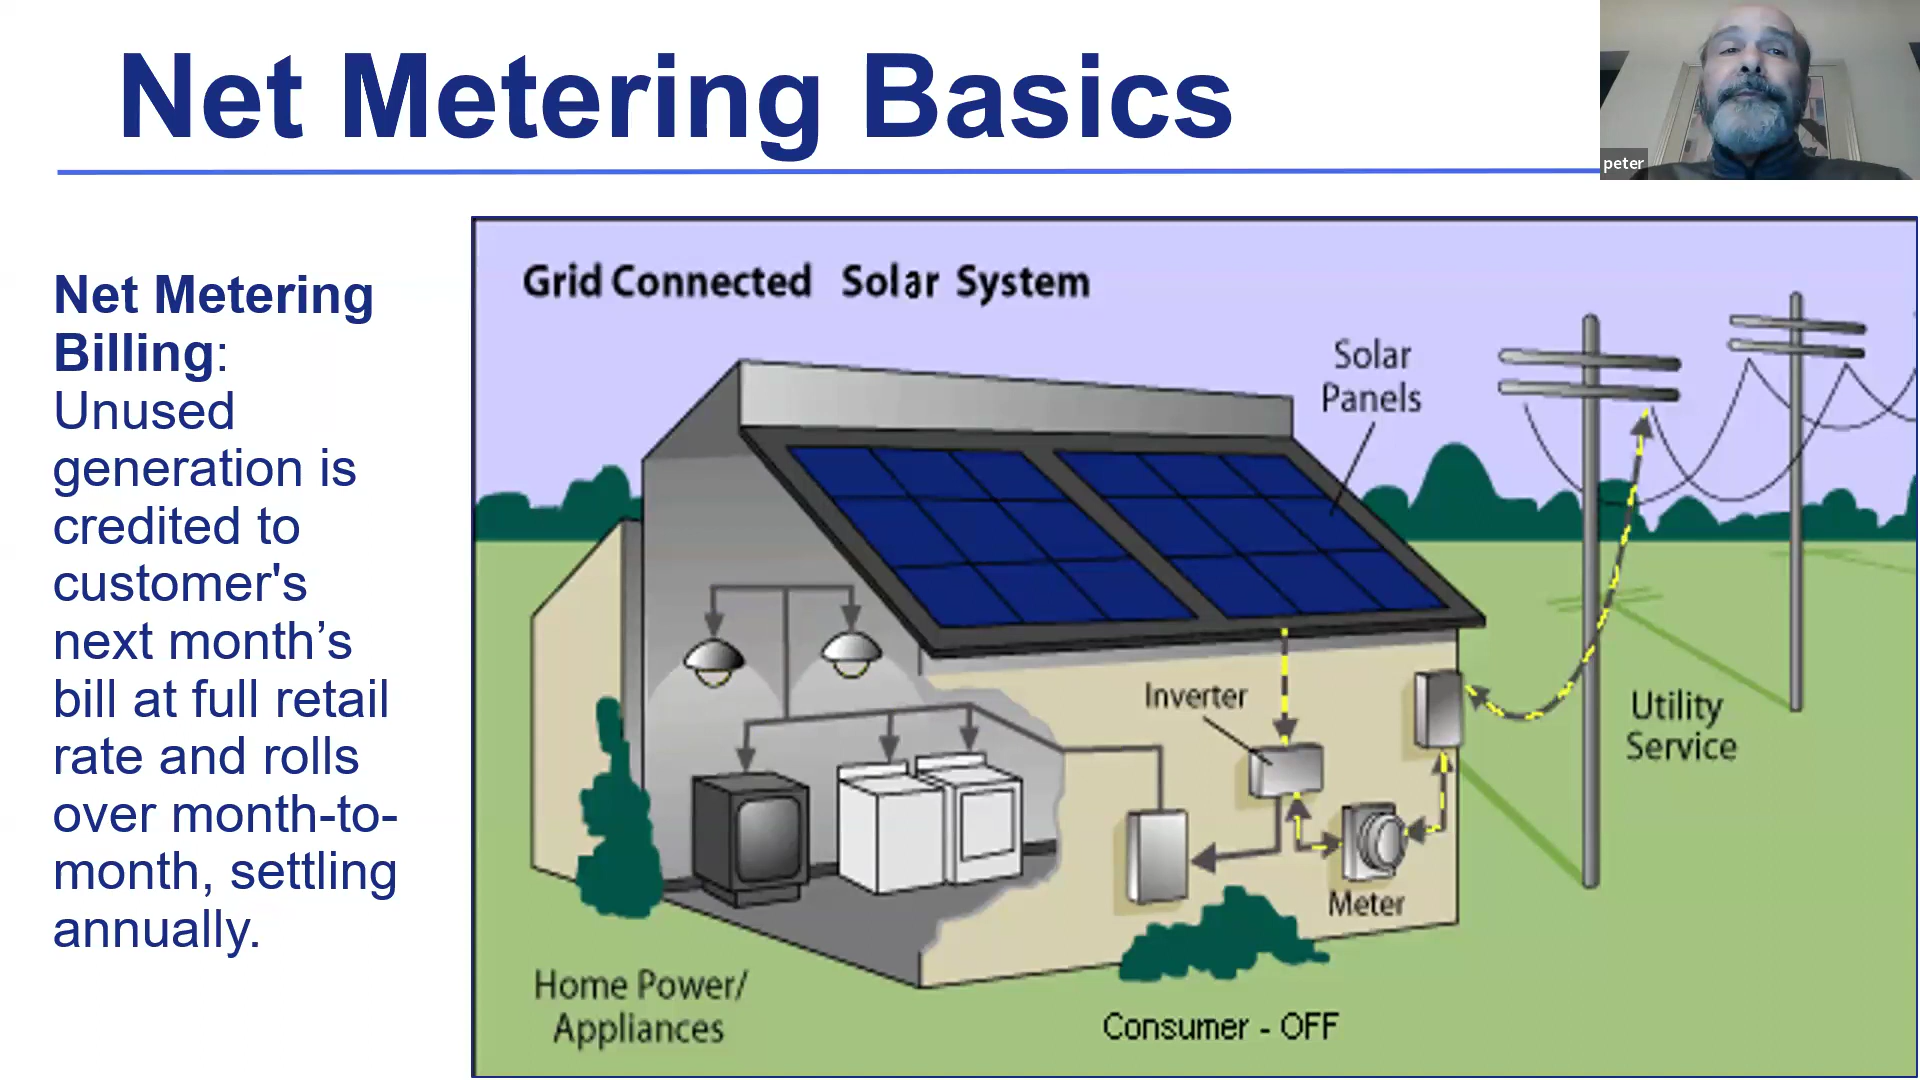 Net Metering Basics
peter
Net Metering
Billing:
Unused
generation is
credited to
customer's
next month’s
bill at full retail
rate and rolls
over month-to-
month, settling
annually.
Grid Connected Solar System
Solar
Panels
Inverter
Utility
Service
Meter
Home Power/
Appliances
Consumer - OFF